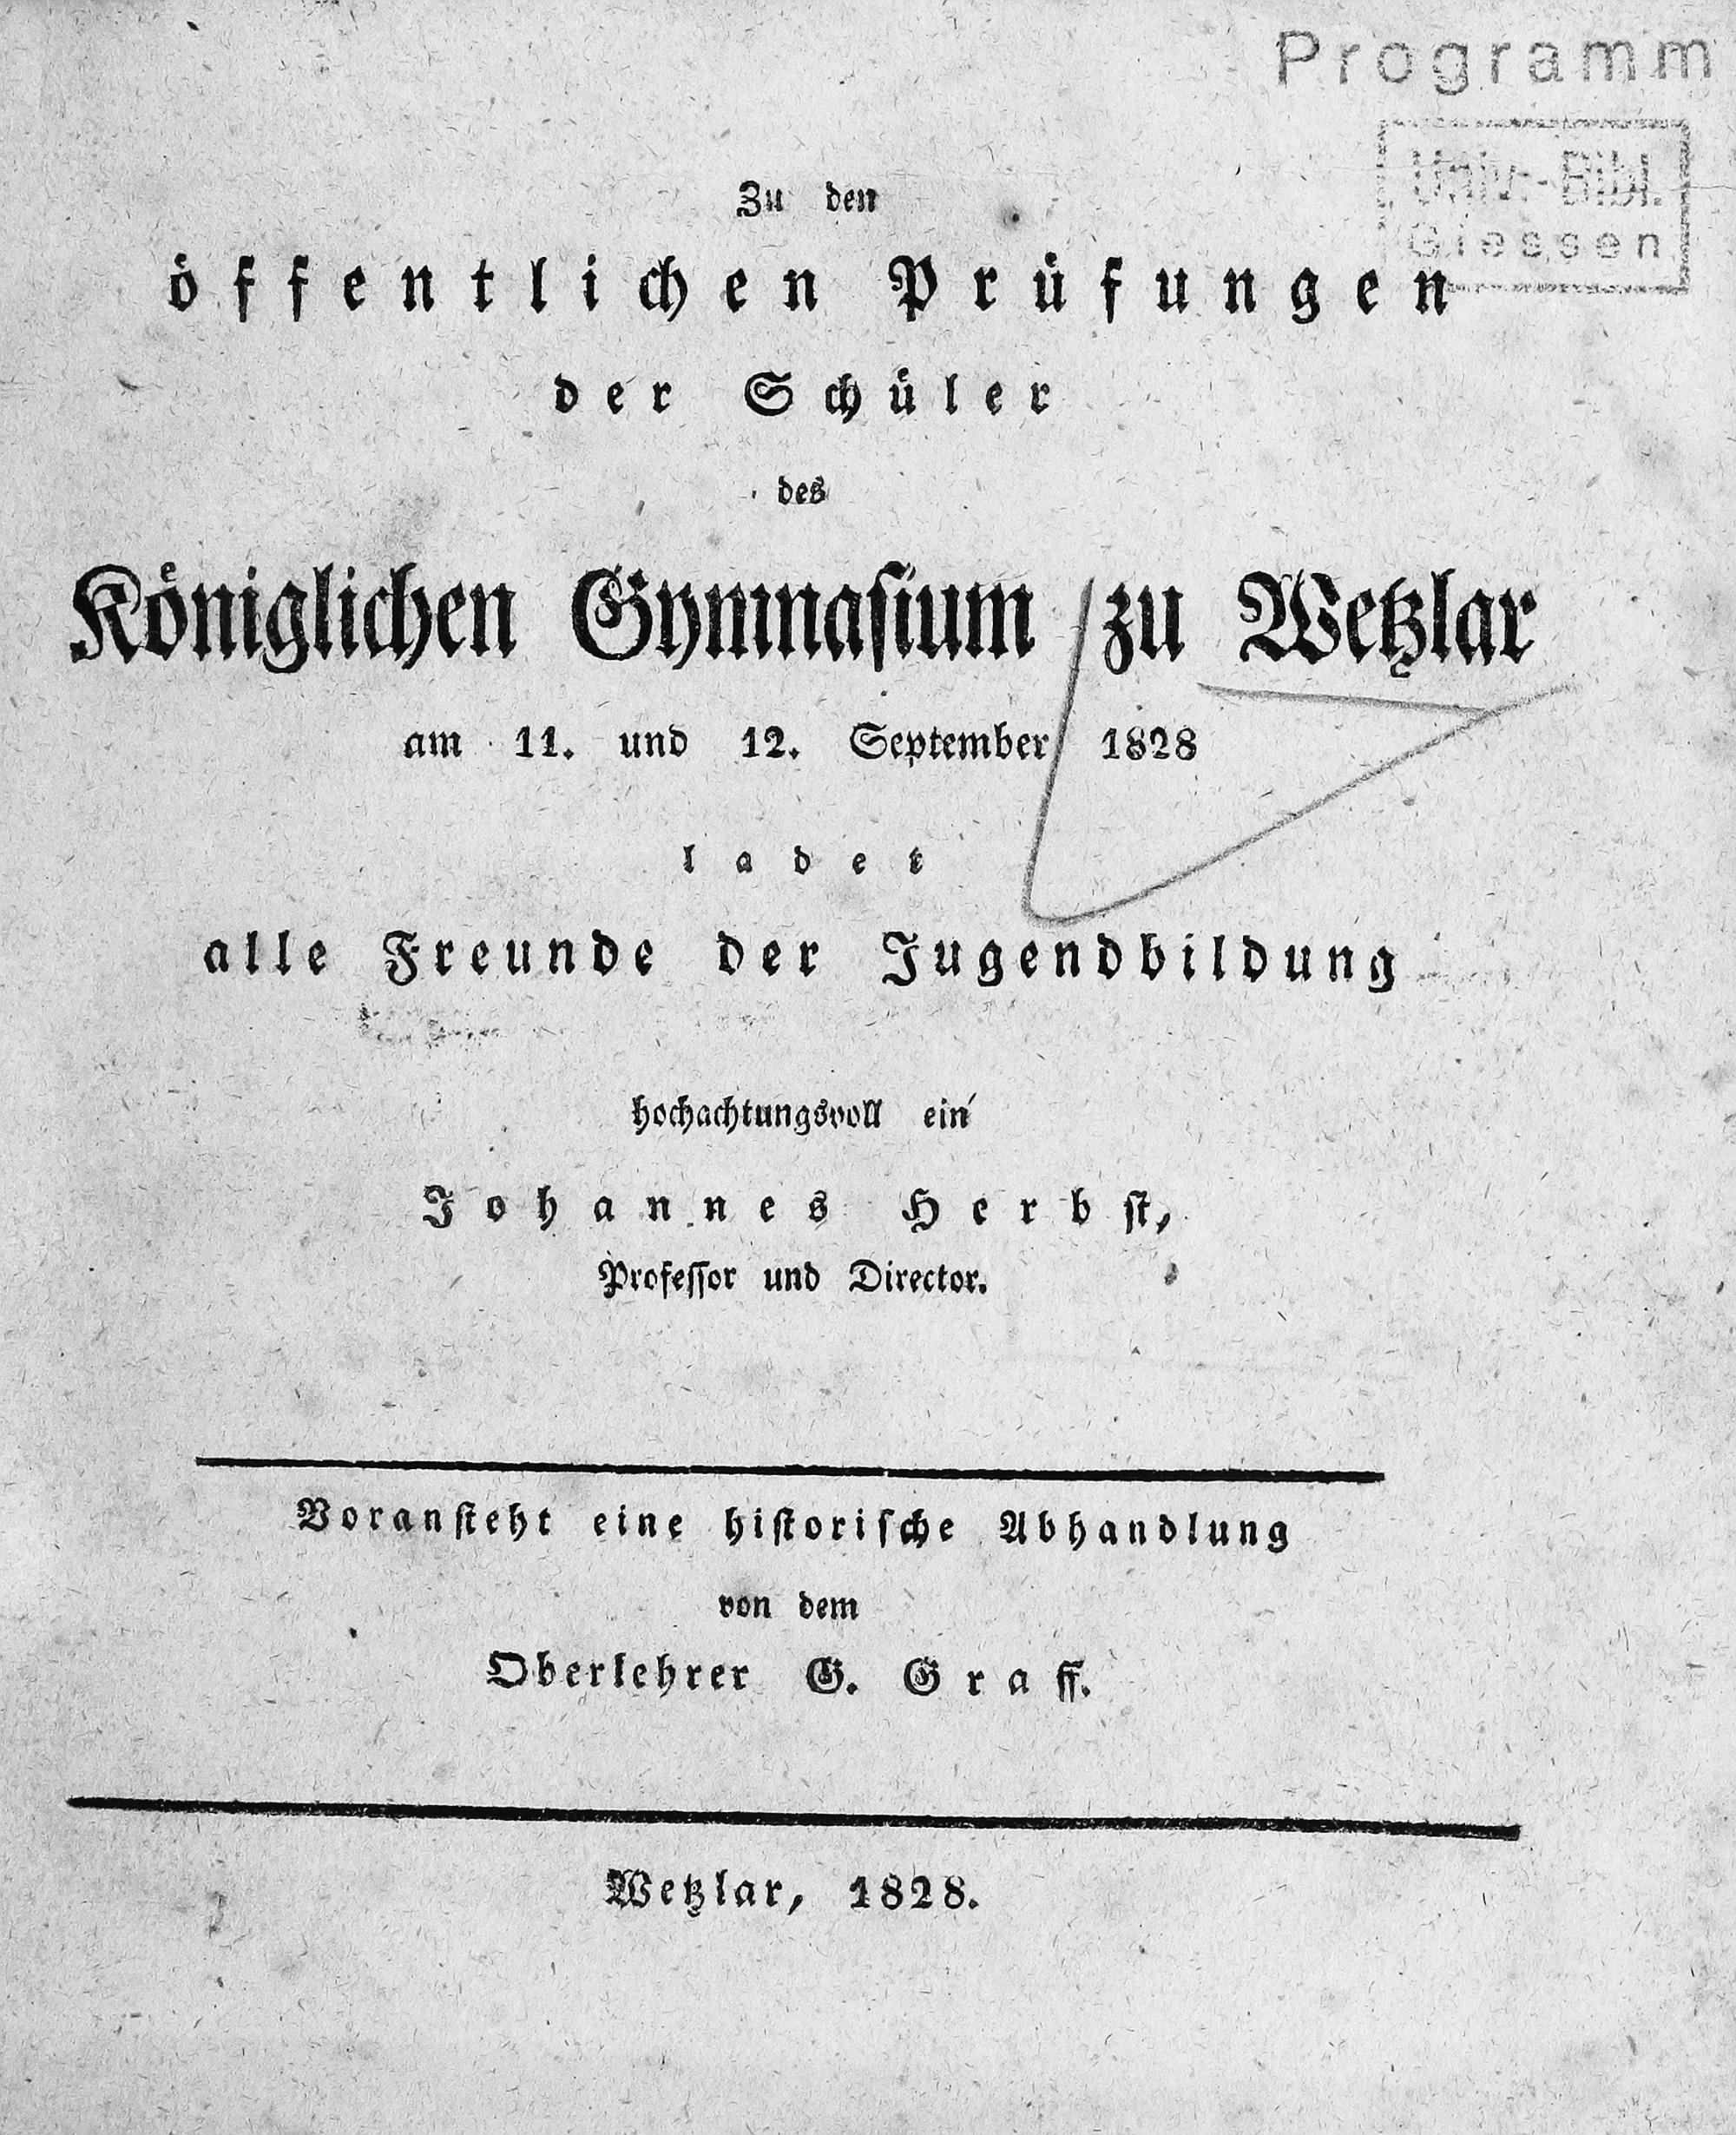 Programm
Univ.-Bibl.
Giessen
Zu den
öffentlichen Prüfungen
der Schüler
des
Königlichen Gymnasium zu Wetzlar
am 11. und 12. September 1828
ladet
alle Freunde der Jugendbildung
hochachtungsvoll ein
Johannes Herbst,
Professor und Director.
Voransteht eine historische Abhandlung
von dem
Oberlehrer G. Graff.
Wetzlar, 1828.